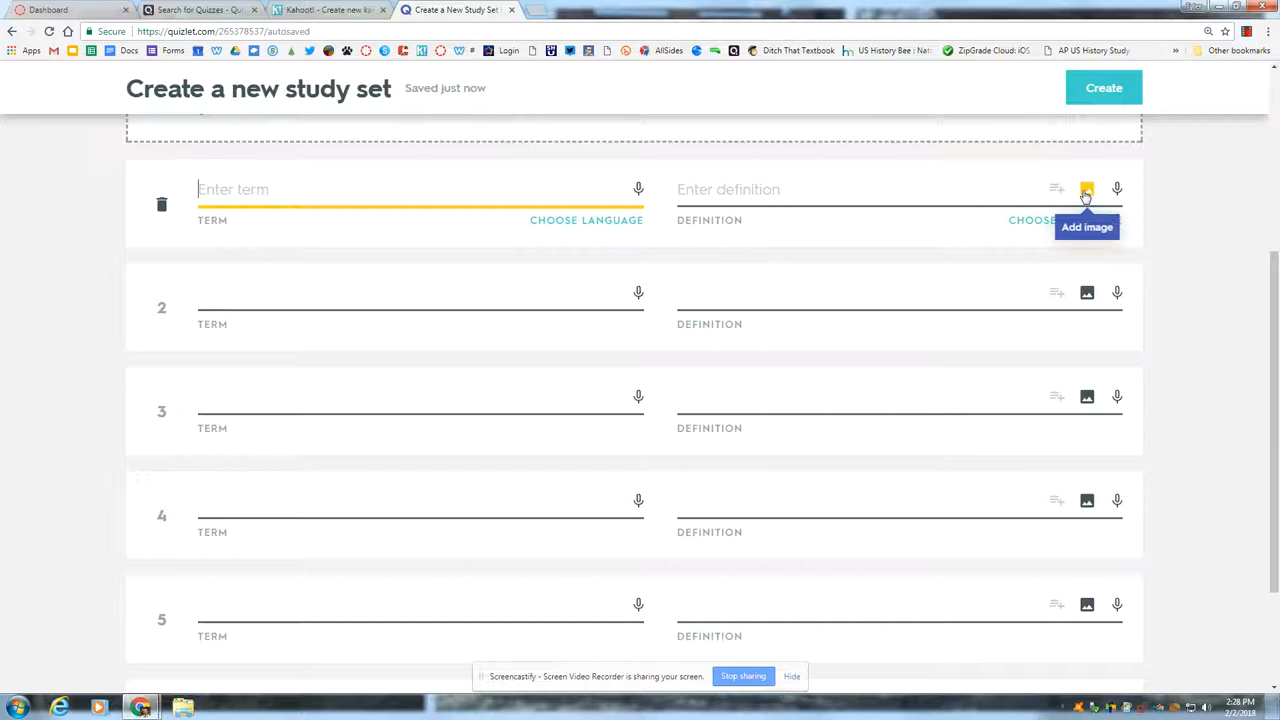 Dashboard
Search for Quizzes - Qui
Kahoot! - Create new ka
Create a New Study Set
Secure
https://quizlet.com/265378537/autosaved
Apps
Docs
Forms
Login
AllSides
Ditch That Textbook
US History Bee : Nati
ZipGrade Cloud: iOS
AP US History Study
Other bookmarks
Create a new study set
Saved just now
Create
Enter term
Enter definition
TERM
CHOOSE LANGUAGE
DEFINITION
CHOOS
Add image
2
TERM
DEFINITION
3
TERM
DEFINITION
4
TERM
DEFINITION
5
TERM
DEFINITION
Screencastify - Screen Video Recorder is sharing your screen.
Stop sharing
Hide
2:28 PM
2/2/2018